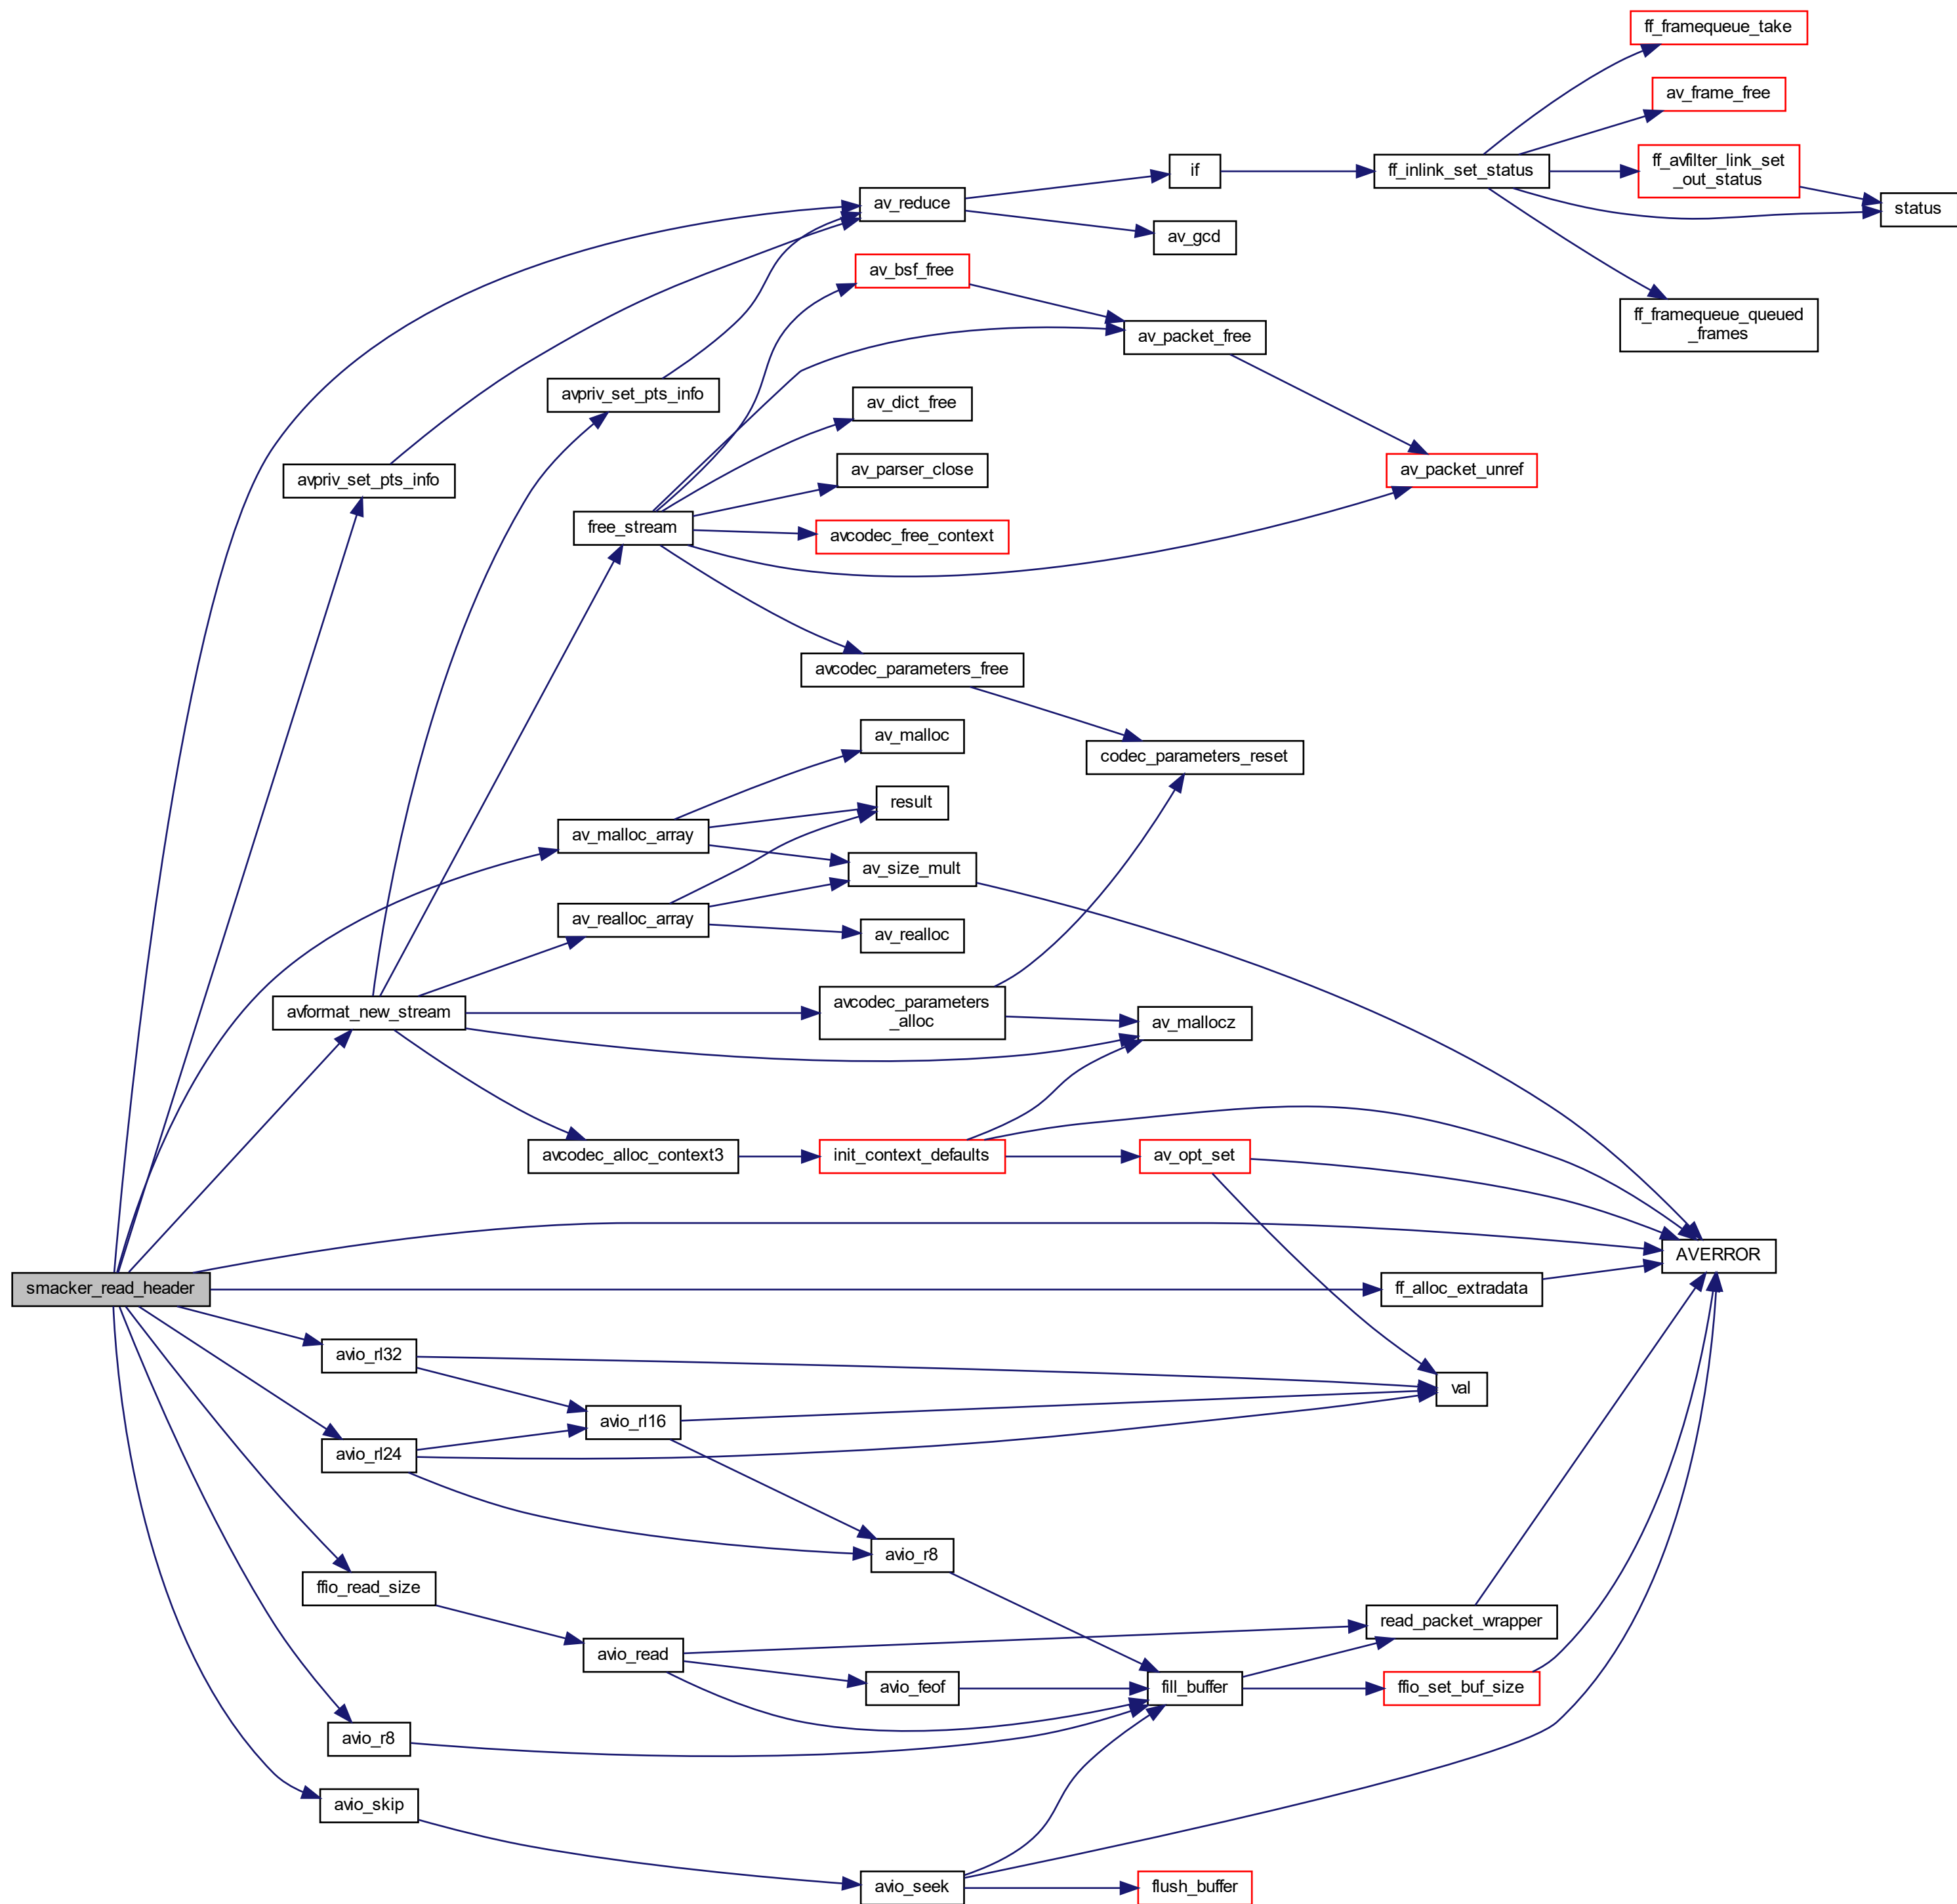 ff_framequeue_take
av_frame_free
if
ff_inlink_set_status
ff_avfilter_link_set
_out_status
status
av_reduce
av_gcd
av_bsf_free
ff_framequeue_queued
_frames
av_packet_free
avpriv_set_pts_info
av_dict_free
avpriv_set_pts_info
av_parser_close
av_packet_unref
free_stream
avcodec_free_context
avcodec_parameters_free
av_malloc
codec_parameters_reset
result
av_malloc_array
av_size_mult
av_realloc_array
av_realloc
avformat_new_stream
avcodec_parameters
_alloc
av_mallocz
avcodec_alloc_context3
init_context_defaults
av_opt_set
AVERROR
smacker_read_header
ff_alloc_extradata
avio_rl32
val
avio_rl16
avio_rl24
avio_r8
ffio_read_size
read_packet_wrapper
avio_read
avio_feof
fill_buffer
ffio_set_buf_size
avio_r8
avio_skip
avio_seek
flush_buffer